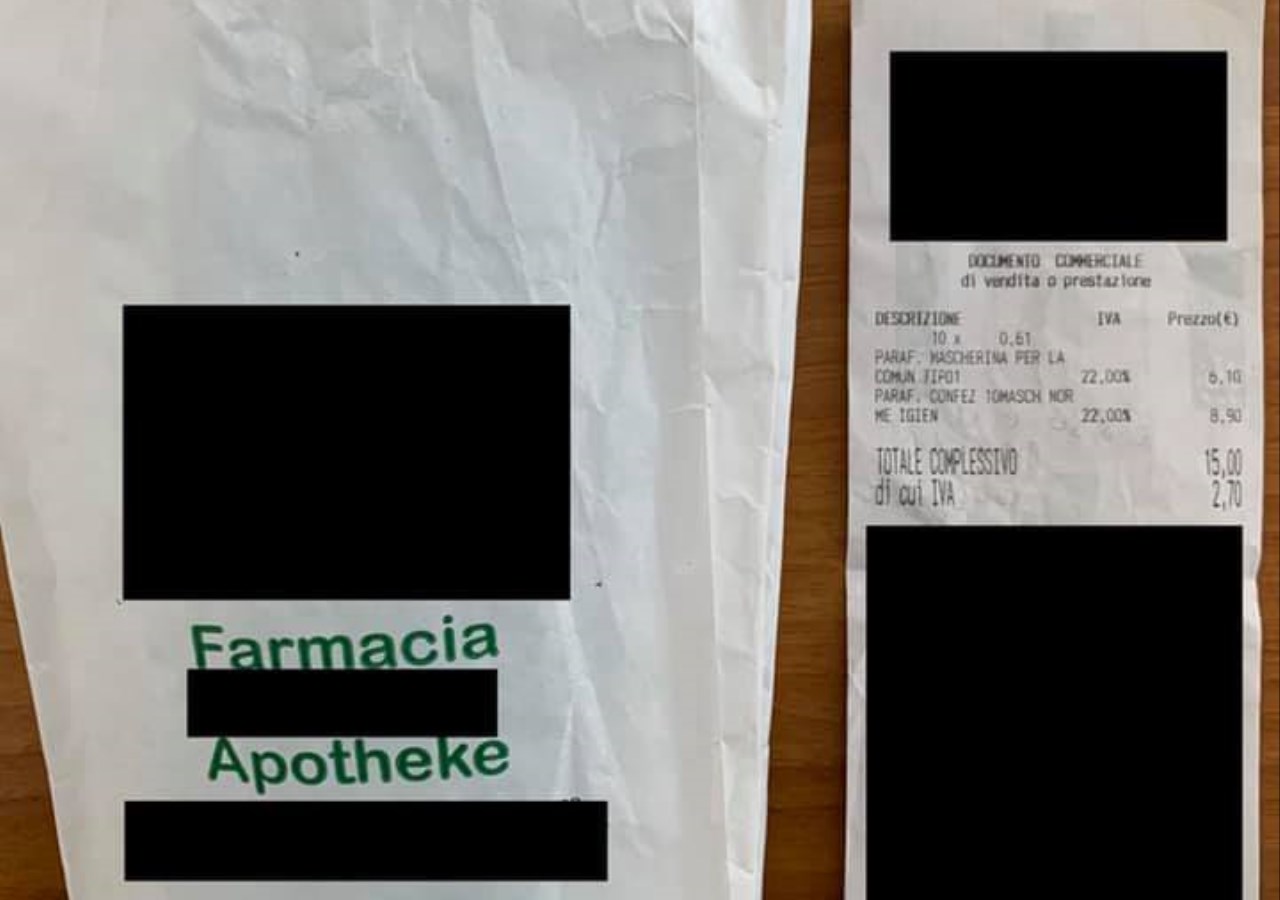 Farmacia
Apotheke
DOCUMENTO COMMERCIALE
di vendita o prestazione
DESCRIZIONE IVA Prezzo(€)
10 x 0,61
PARAF. MASCHERINA PER LA
COMUN TIPO1 22,00% 6,10
PARAF. CONFEZ 10MASCH NOR
ME IGIEN 22,00% 8,90
TOTALE COMPLESSIVO 15,00
di cui IVA 2,70